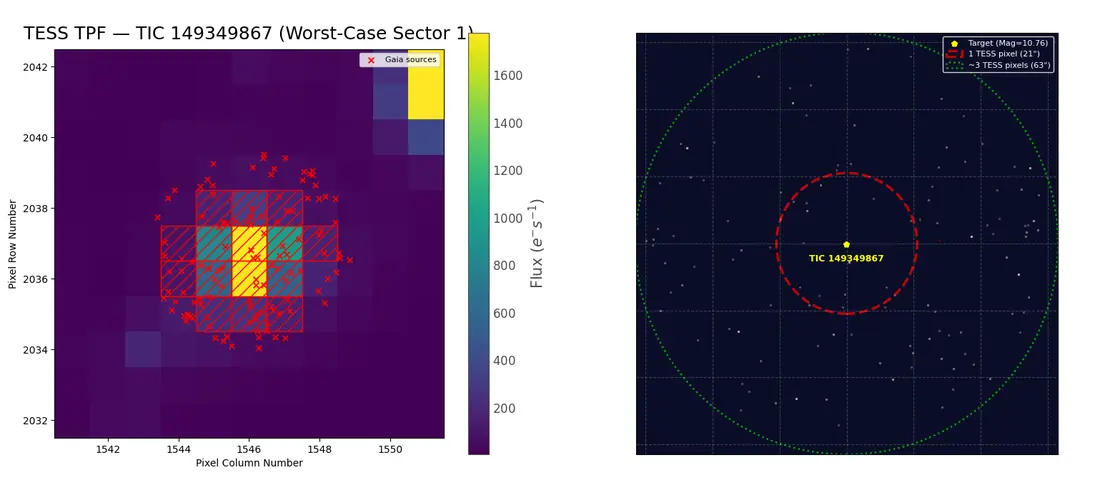 TESS TPF — TIC 149349867 (Worst-Case Sector 1)
Gaia sources
2042
2040
2038
2036
2034
2032
Pixel Row Number
1542
1544
1546
1548
1550
Pixel Column Number
1600
1400
1200
1000
800
600
400
200
Flux (e⁻s⁻¹)
Target (Mag=10.76)
1 TESS pixel (21")
~3 TESS pixels (63")
TIC 149349867